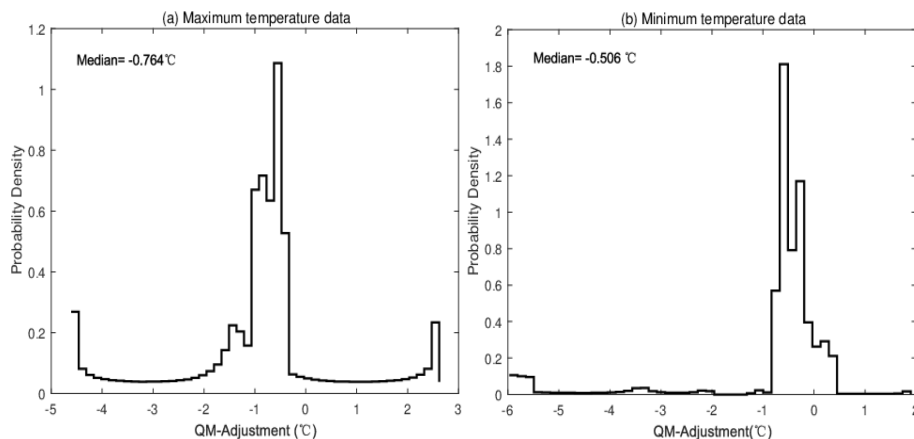 (a) Maximum temperature data
Median= -0.764℃
1.2
1
0.8
0.6
0.4
0.2
0
Probability Density
-5 -4 -3 -2 -1 0 1 2 3
QM-Adjustment (℃)
(b) Minimum temperature data
Median= -0.506℃
2
1.8
1.6
1.4
1.2
1
0.8
0.6
0.4
0.2
0
Probability Density
-6 -5 -4 -3 -2 -1 0 1 2
QM-Adjustment(℃)